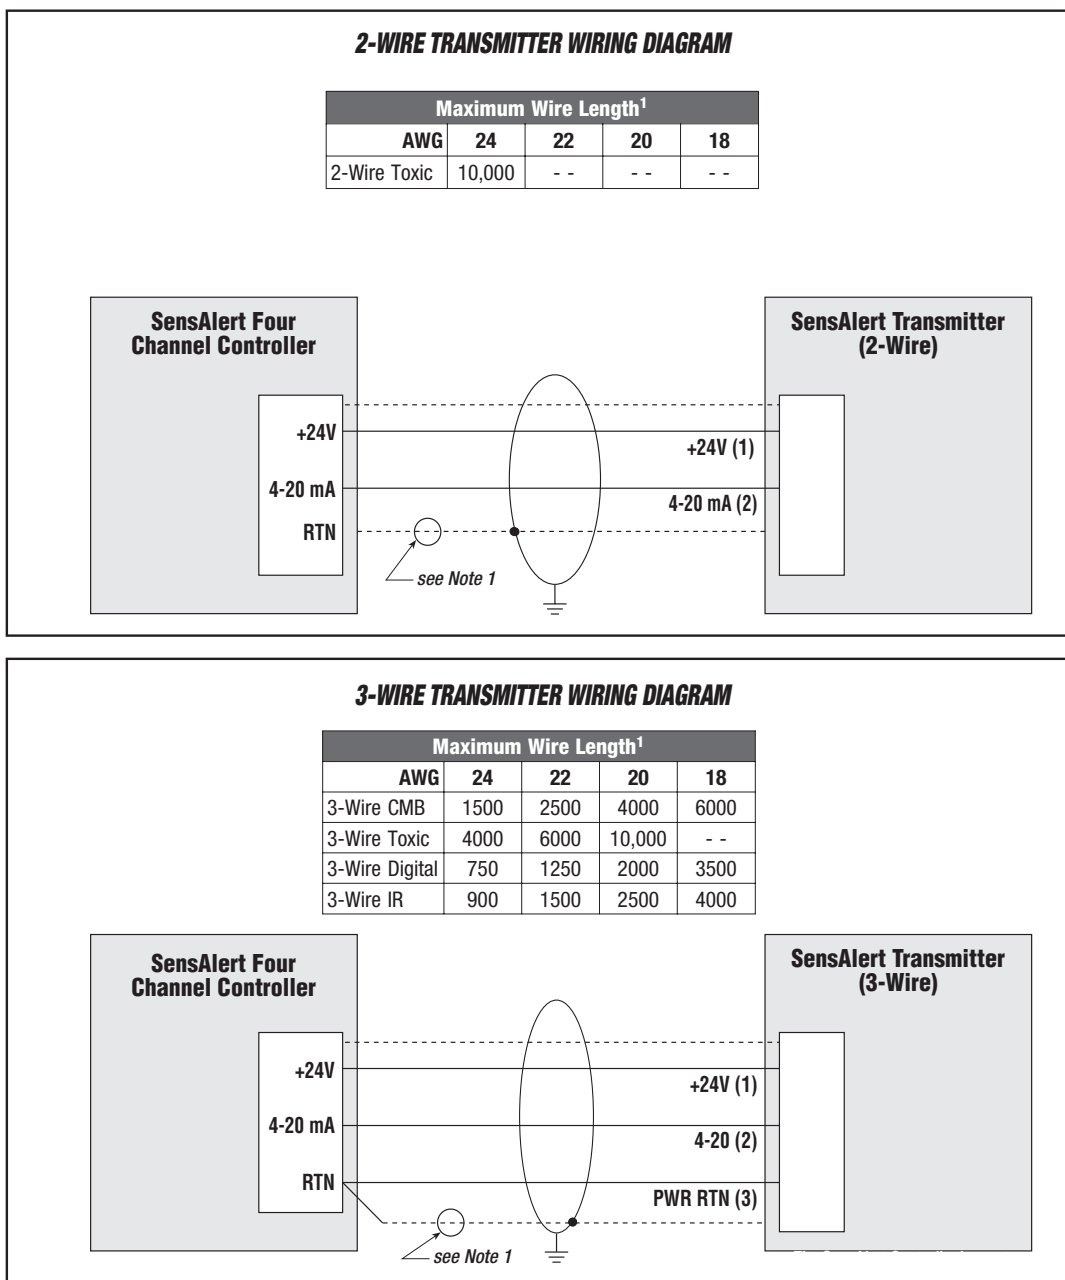 2-WIRE TRANSMITTER WIRING DIAGRAM
Maximum Wire Length1
AWG 24 22 20 18
2-Wire Toxic 10,000 - - - - - -
SensAlert Four
Channel Controller
SensAlert Transmitter
(2-Wire)
+24V
+24V (1)
4-20 mA
4-20 mA (2)
RTN
see Note 1
3-WIRE TRANSMITTER WIRING DIAGRAM
Maximum Wire Length1
AWG 24 22 20 18
3-Wire CMB 1500 2500 4000 6000
3-Wire Toxic 4000 6000 10,000 - -
3-Wire Digital 750 1250 2000 3500
3-Wire IR 900 1500 2500 4000
SensAlert Four
Channel Controller
SensAlert Transmitter
(3-Wire)
+24V
+24V (1)
4-20 mA
4-20 (2)
RTN
PWR RTN (3)
see Note 1